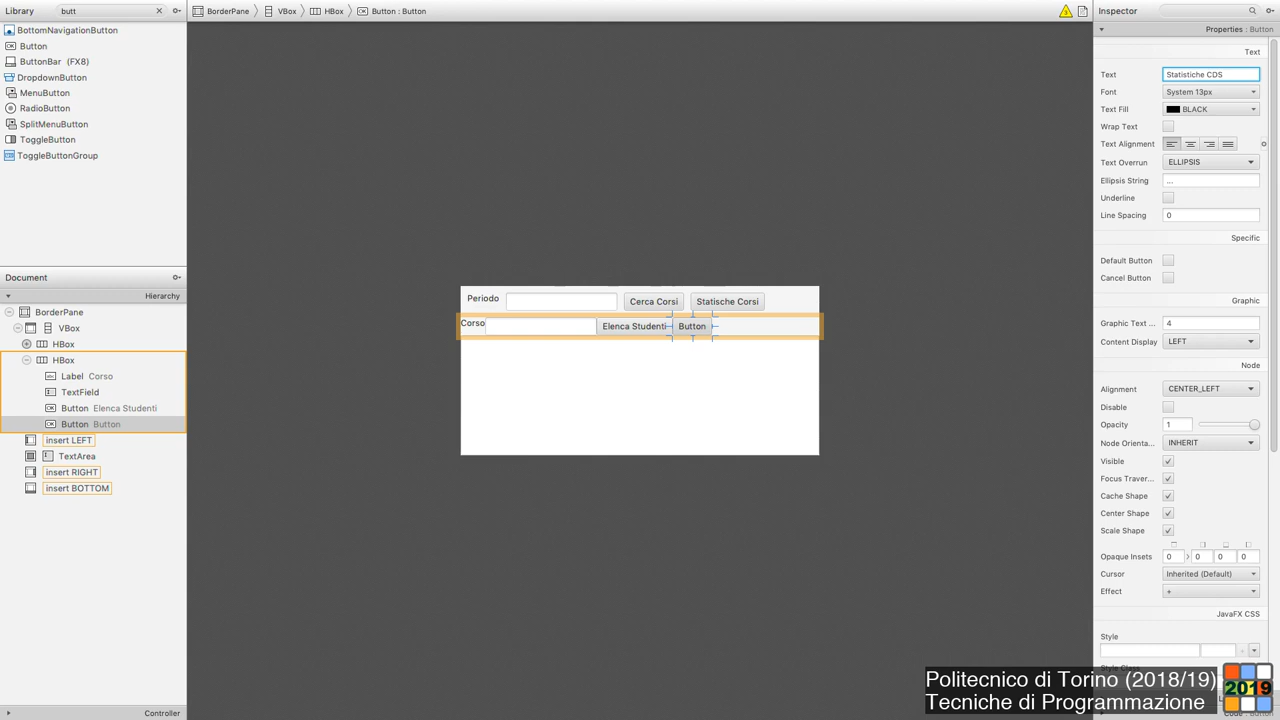 Library
butt
BorderPane
VBox
HBox
Button : Button
3
Inspector
BottomNavigationButton
Button
ButtonBar (FX8)
DropdownButton
MenuButton
RadioButton
SplitMenuButton
ToggleButton
ToggleButtonGroup
Document
Hierarchy
BorderPane
VBox
HBox
HBox
Label Corso
TextField
Button Elenca Studenti
Button Button
insert LEFT
TextArea
insert RIGHT
insert BOTTOM
Controller
Periodo
Cerca Corsi
Statische Corsi
Corso
Elenca Studenti
Button
Properties : Button
Text
Text Statistiche CDS
Font System 13px
Text Fill BLACK
Wrap Text
Text Alignment
Text Overrun ELLIPSIS
Ellipsis String ...
Underline
Line Spacing 0
Specific
Default Button
Cancel Button
Graphic
Graphic Text ... 4
Content Display LEFT
Node
Alignment CENTER_LEFT
Disable
Opacity 1
Node Orienta... INHERIT
Visible
Focus Traver...
Cache Shape
Center Shape
Scale Shape
Opaque Insets 0 0 0 0
Cursor Inherited (Default)
Effect +
JavaFX CSS
Style
Politecnico di Torino (2018/19)
Tecniche di Programmazione
2019